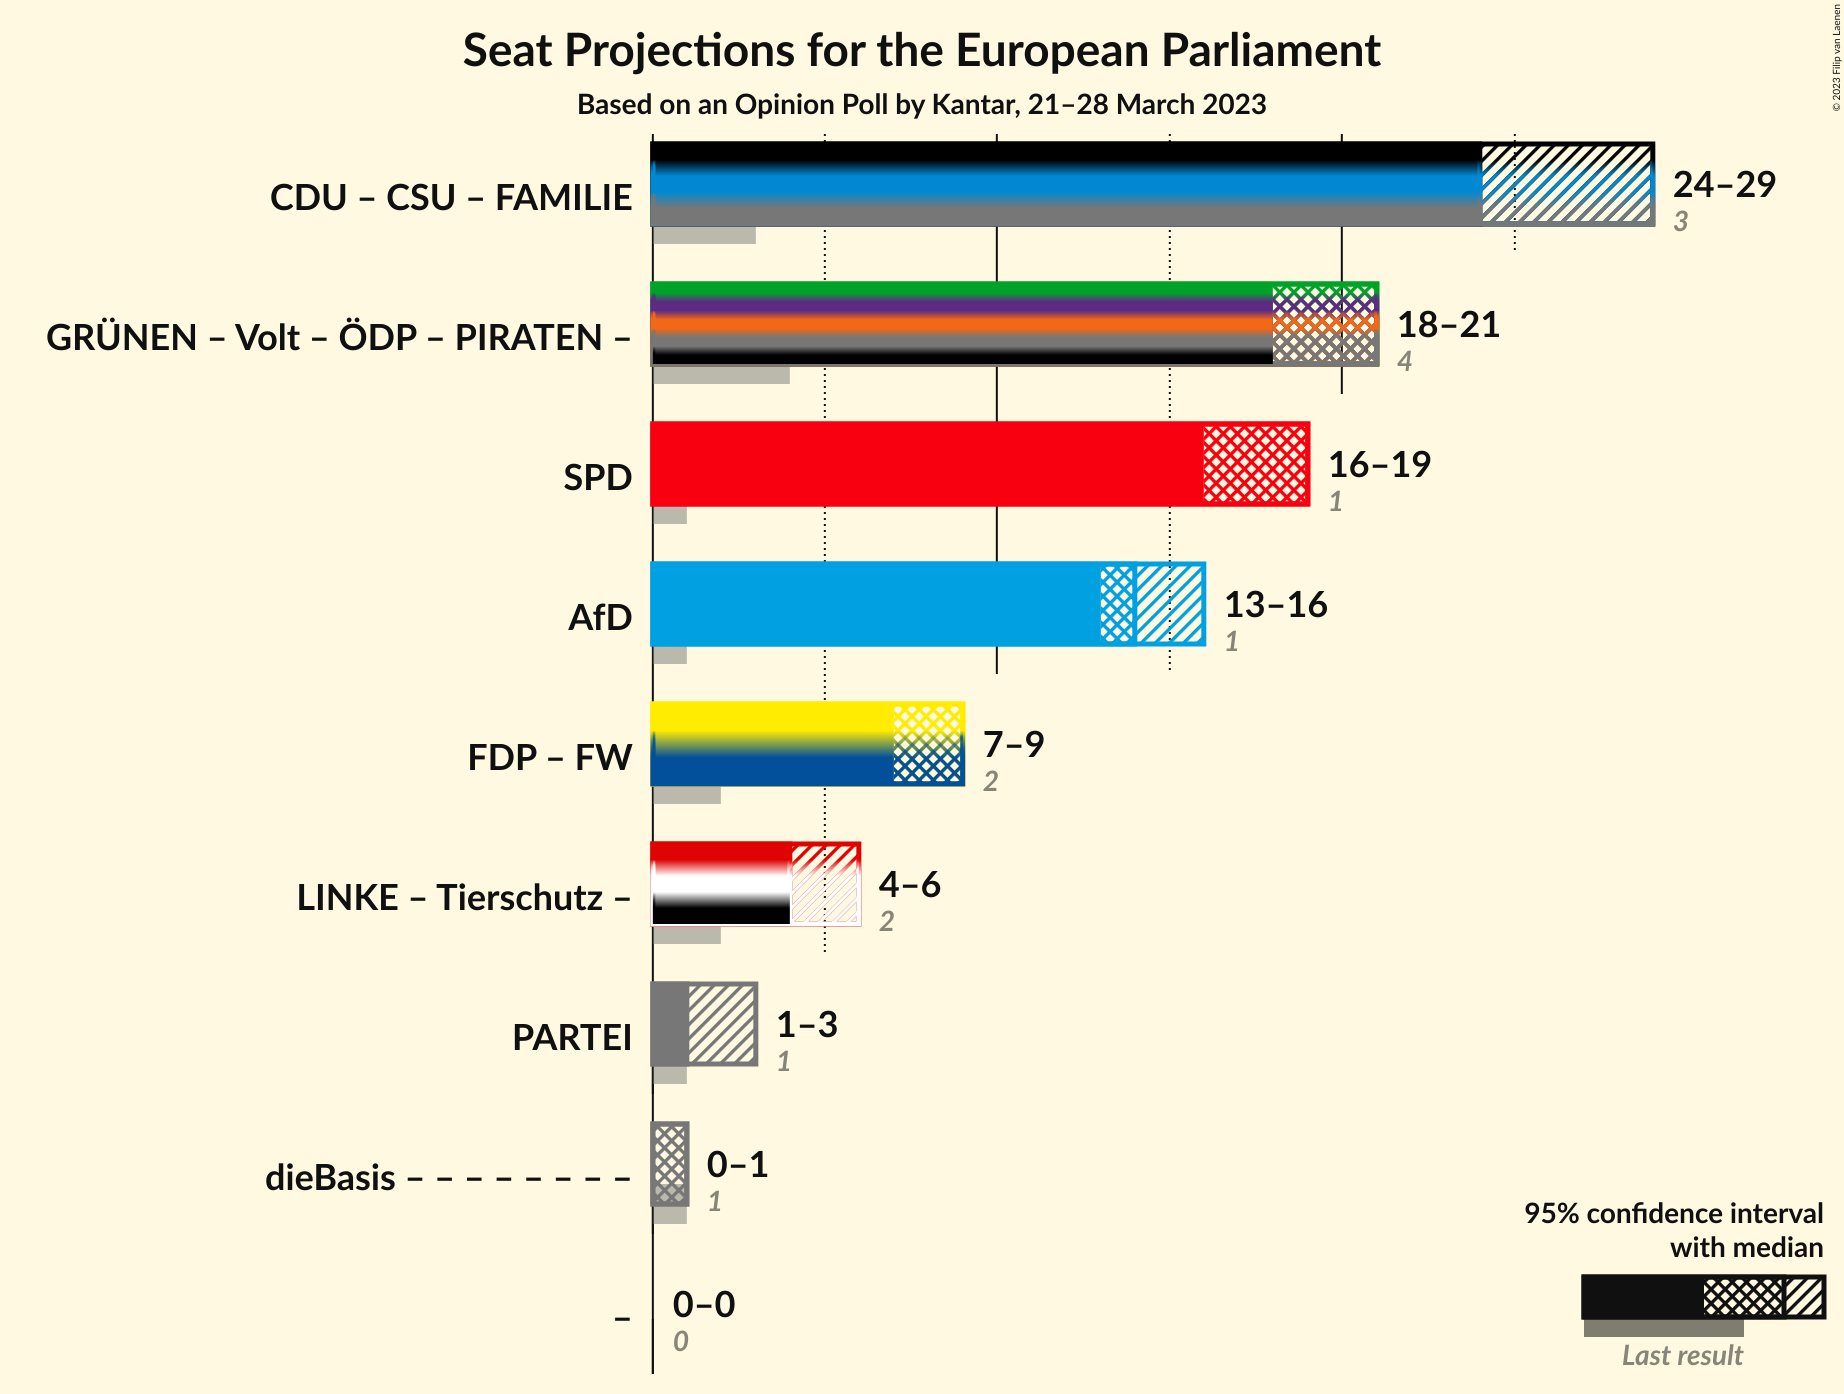 Seat Projections for the European Parliament
Based on an Opinion Poll by Kantar, 21–28 March 2023
© 2023 Filip van Laenen
CDU – CSU – FAMILIE
24–29
3
GRÜNEN – Volt – ÖDP – PIRATEN –
18–21
4
SPD
16–19
1
AfD
13–16
1
FDP – FW
7–9
2
LINKE – Tierschutz –
4–6
2
PARTEI
1–3
1
dieBasis – – – – – – – –
0–1
1
–
0–0
0
95% confidence interval
with median
Last result